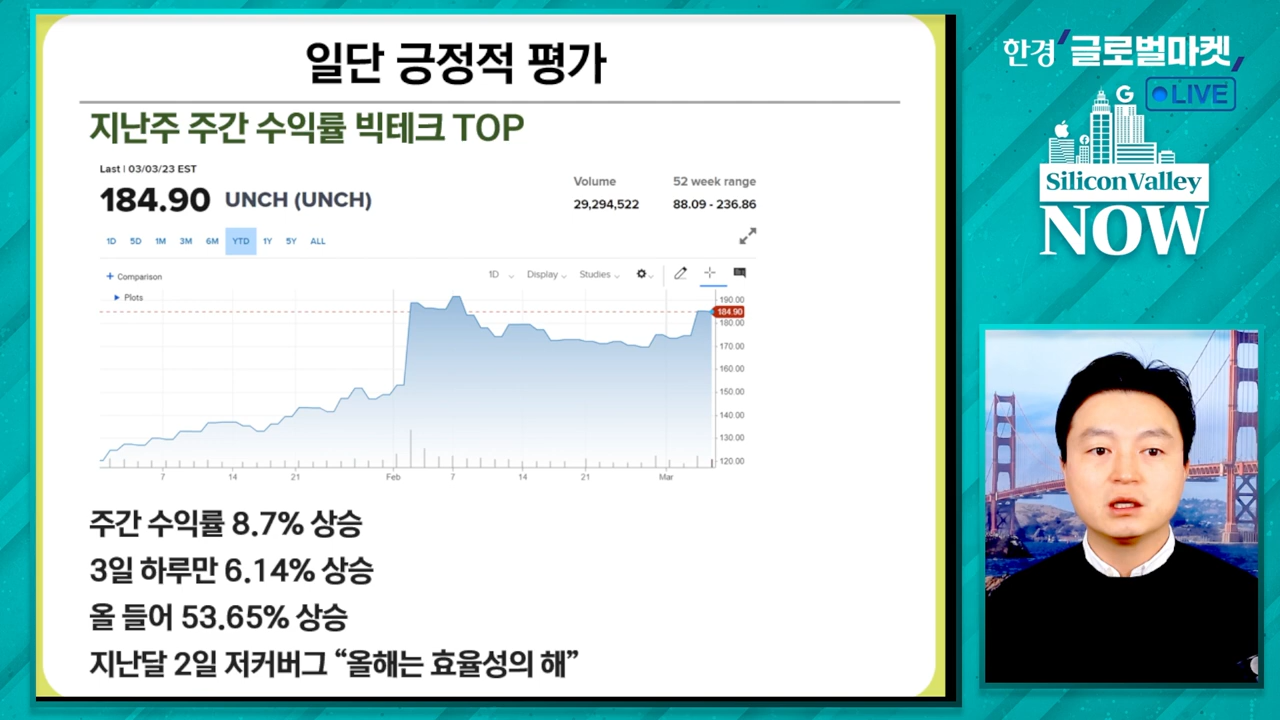 일단 긍정적 평가
지난주 주간 수익률 빅테크 TOP
Last | 03/03/23 EST
184.90 UNCH (UNCH)
Volume
29,294,522
52 week range
88.09 - 236.86
1D 5D 1M 3M 6M YTD 1Y 5Y ALL
+ Comparison
1D Display Studies
Plots
190.00
184.90
180.00
170.00
160.00
150.00
140.00
130.00
120.00
7 14 21 Feb 7 14 21 Mar
주간 수익률 8.7% 상승
3일 하루만 6.14% 상승
올 들어 53.65% 상승
지난달 2일 저커버그 “올해는 효율성의 해”
한경 글로벌마켓
LIVE
G
Silicon Valley
NOW